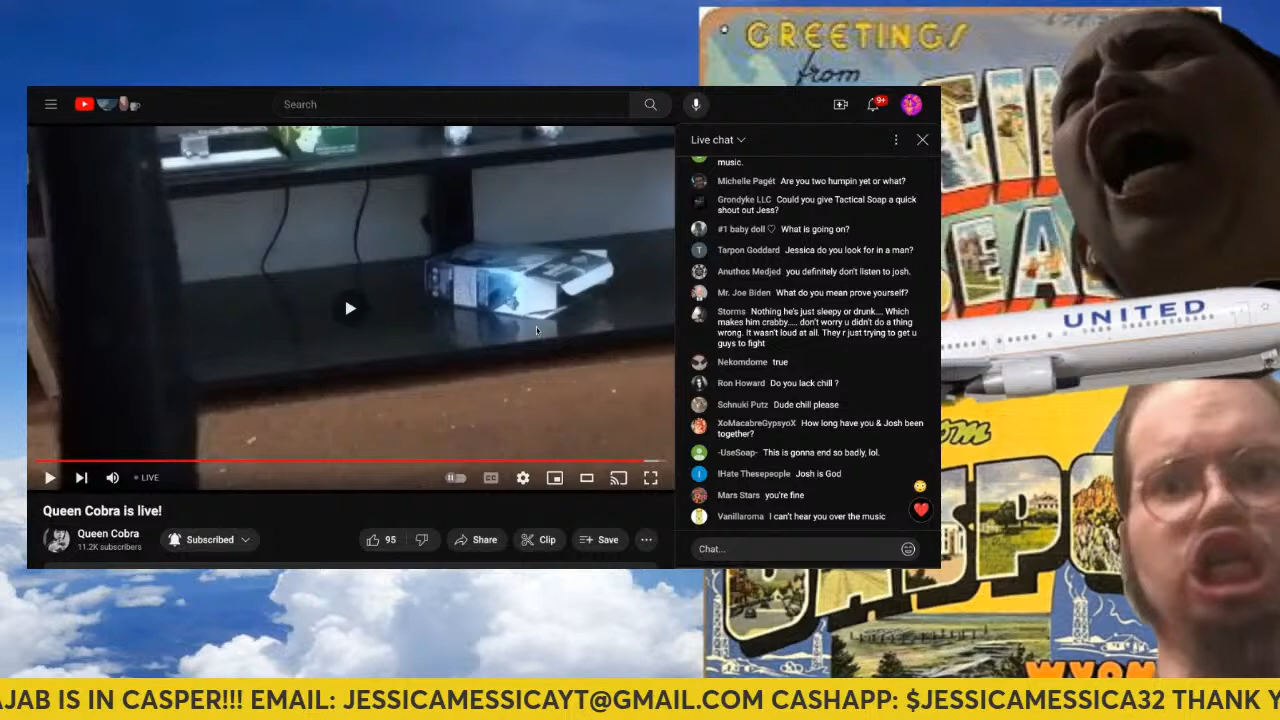 GREETINGS
from
Search
9+
Live chat
music.
Michelle Pagét Are you two humpin yet or what?
Grondyke LLC Could you give Tactical Soap a quick
shout out Jess?
#1 baby doll ♡ What is going on?
T Tarpon Goddard Jessica do you look for in a man?
Anuthos Medjed you definitely don't listen to josh.
Mr. Joe Biden What do you mean prove yourself?
Storms Nothing he's just sleepy or drunk.... Which
makes him crabby..... don't worry u didn't do a thing
wrong. It wasn't loud at all. They r just trying to get u
guys to fight
Nekomdome true
Ron Howard Do you lack chill ?
Schnuki Putz Dude chill please
XoMacabreGypsyoX How long have you & Josh been
together?
-UseSoap- This is gonna end so badly, lol.
I IHate Thesepeople Josh is God
Mars Stars you're fine
Vanillaroma I can't hear you over the music
Chat...
UNITED
LIVE
Queen Cobra is live!
Queen Cobra
11.2K subscribers
Subscribed
95
Share
Clip
Save
AJAB IS IN CASPER!!! EMAIL: JESSICAMESSICAYT@GMAIL.COM CASHAPP: $JESSICAMESSICA32 THANK Y